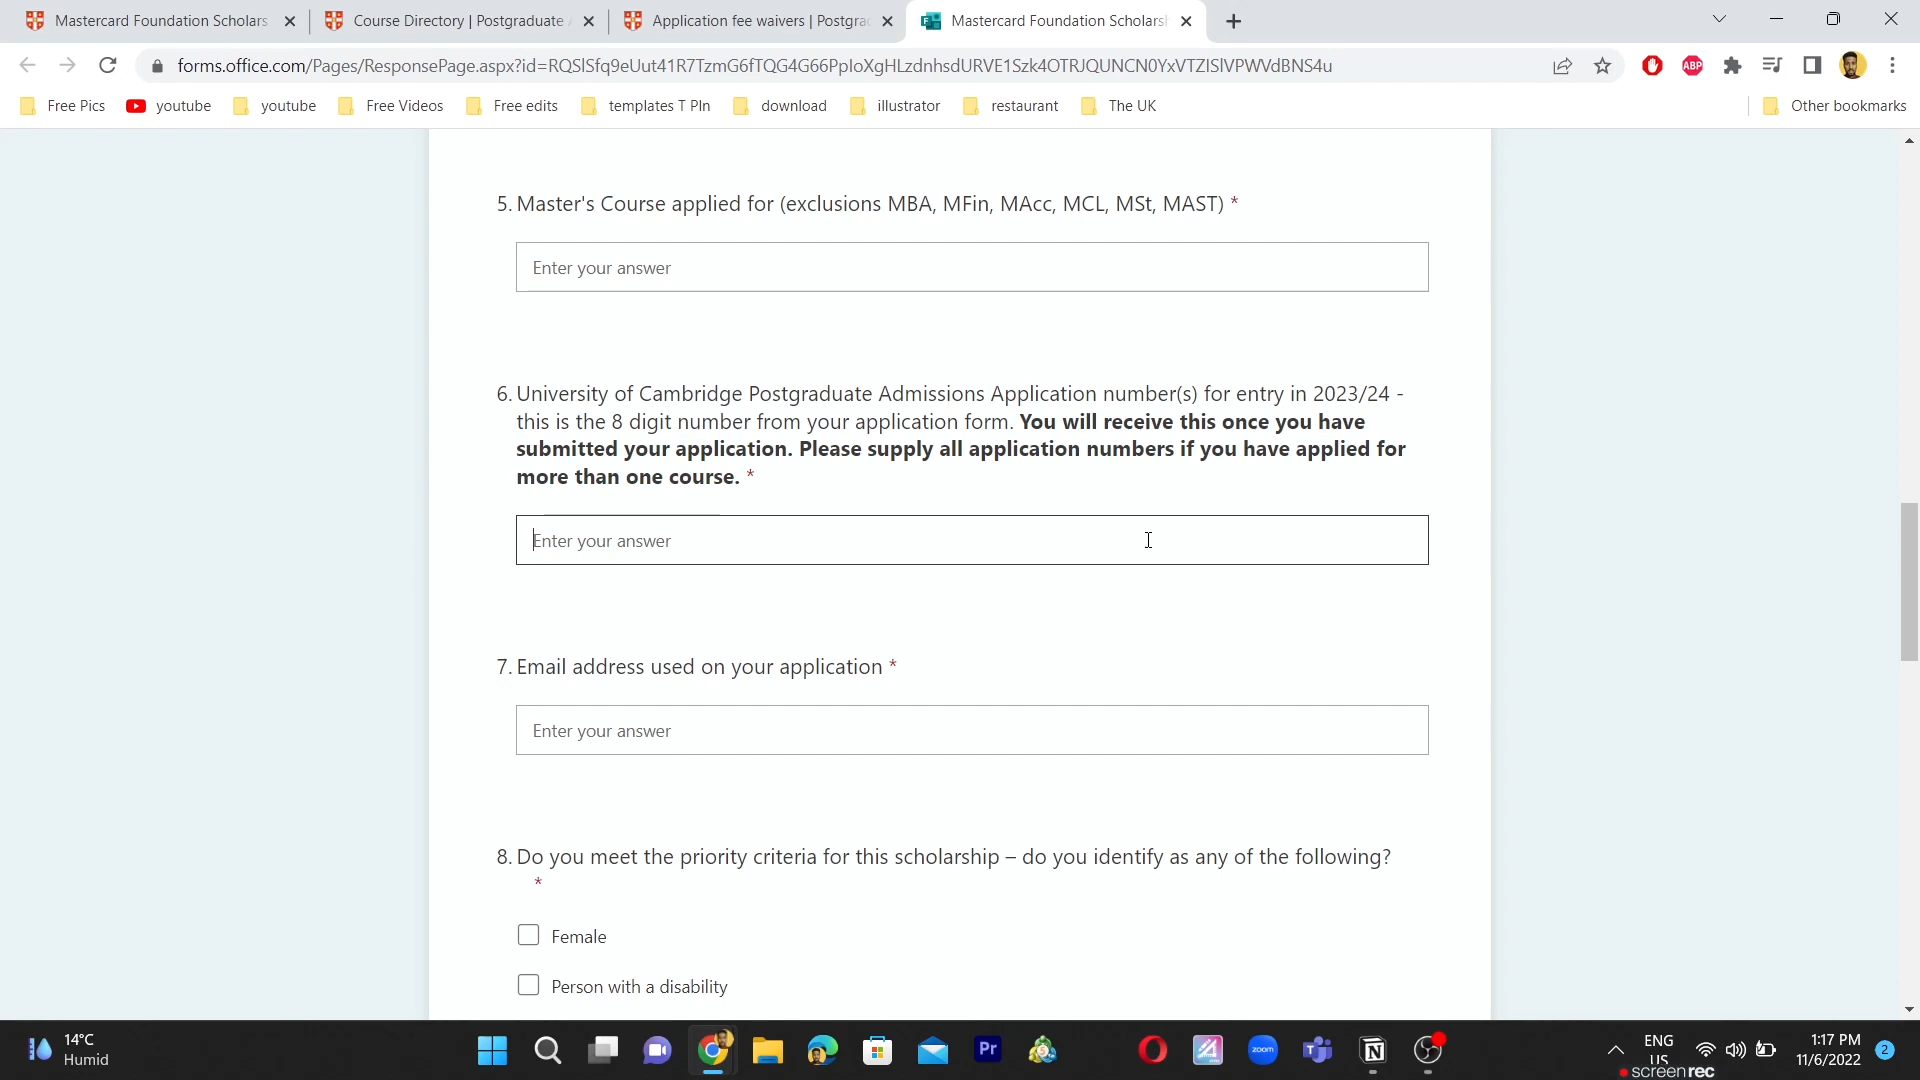 Mastercard Foundation Scholars
Course Directory | Postgraduate
Application fee waivers | Postgra
Mastercard Foundation Scholars
forms.office.com/Pages/ResponsePage.aspx?id=RQSISfq9eUut41R7TzmG6fTQG4G66PpIoXgHLzdnhsdURVE1Szk4OTRJQUNCN0YxVTZISlVPWVdBNS4u
ABP
Free Pics
youtube
youtube
Free Videos
Free edits
templates T Pln
download
illustrator
restaurant
The UK
Other bookmarks
5. Master's Course applied for (exclusions MBA, MFin, MAcc, MCL, MSt, MAST) *
Enter your answer
6. University of Cambridge Postgraduate Admissions Application number(s) for entry in 2023/24 -
this is the 8 digit number from your application form. You will receive this once you have
submitted your application. Please supply all application numbers if you have applied for
more than one course. *
Enter your answer
7. Email address used on your application *
Enter your answer
8. Do you meet the priority criteria for this scholarship – do you identify as any of the following?
*
Female
Person with a disability
14°C
Humid
Pr
zoom
ENG
US
1:17 PM
11/6/2022
2
screenrec